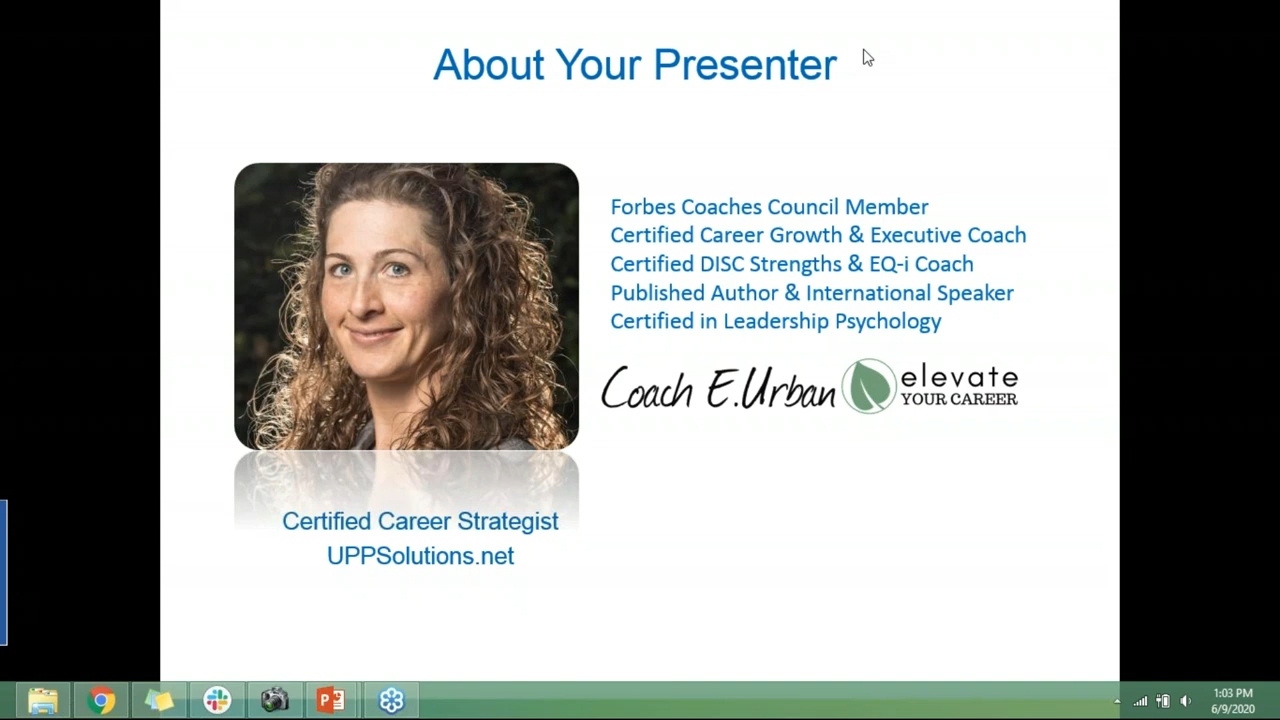 About Your Presenter
Forbes Coaches Council Member
Certified Career Growth & Executive Coach
Certified DISC Strengths & EQ-i Coach
Published Author & International Speaker
Certified in Leadership Psychology
Coach E.Urban
elevate
YOUR CAREER
Certified Career Strategist
UPPSolutions.net
P
1:03 PM
6/9/2020